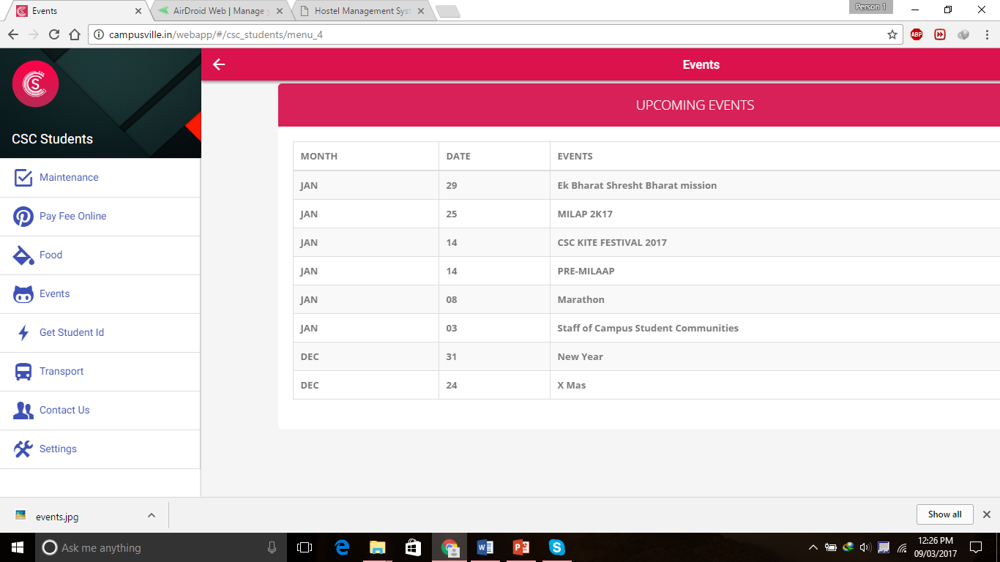 Events
AirDroid Web | Manage y
Hostel Management Syst
Person 1
campusville.in/webapp/#/csc_students/menu_4
ABP
CSC Students
Maintenance
Pay Fee Online
Food
Events
Get Student Id
Transport
Contact Us
Settings
Events
UPCOMING EVENTS
MONTH DATE EVENTS
JAN 29 Ek Bharat Shresht Bharat mission
JAN 25 MILAP 2K17
JAN 14 CSC KITE FESTIVAL 2017
JAN 14 PRE-MILAAP
JAN 08 Marathon
JAN 03 Staff of Campus Student Communities
DEC 31 New Year
DEC 24 X Mas
events.jpg
Show all
Ask me anything
12:26 PM
09/03/2017